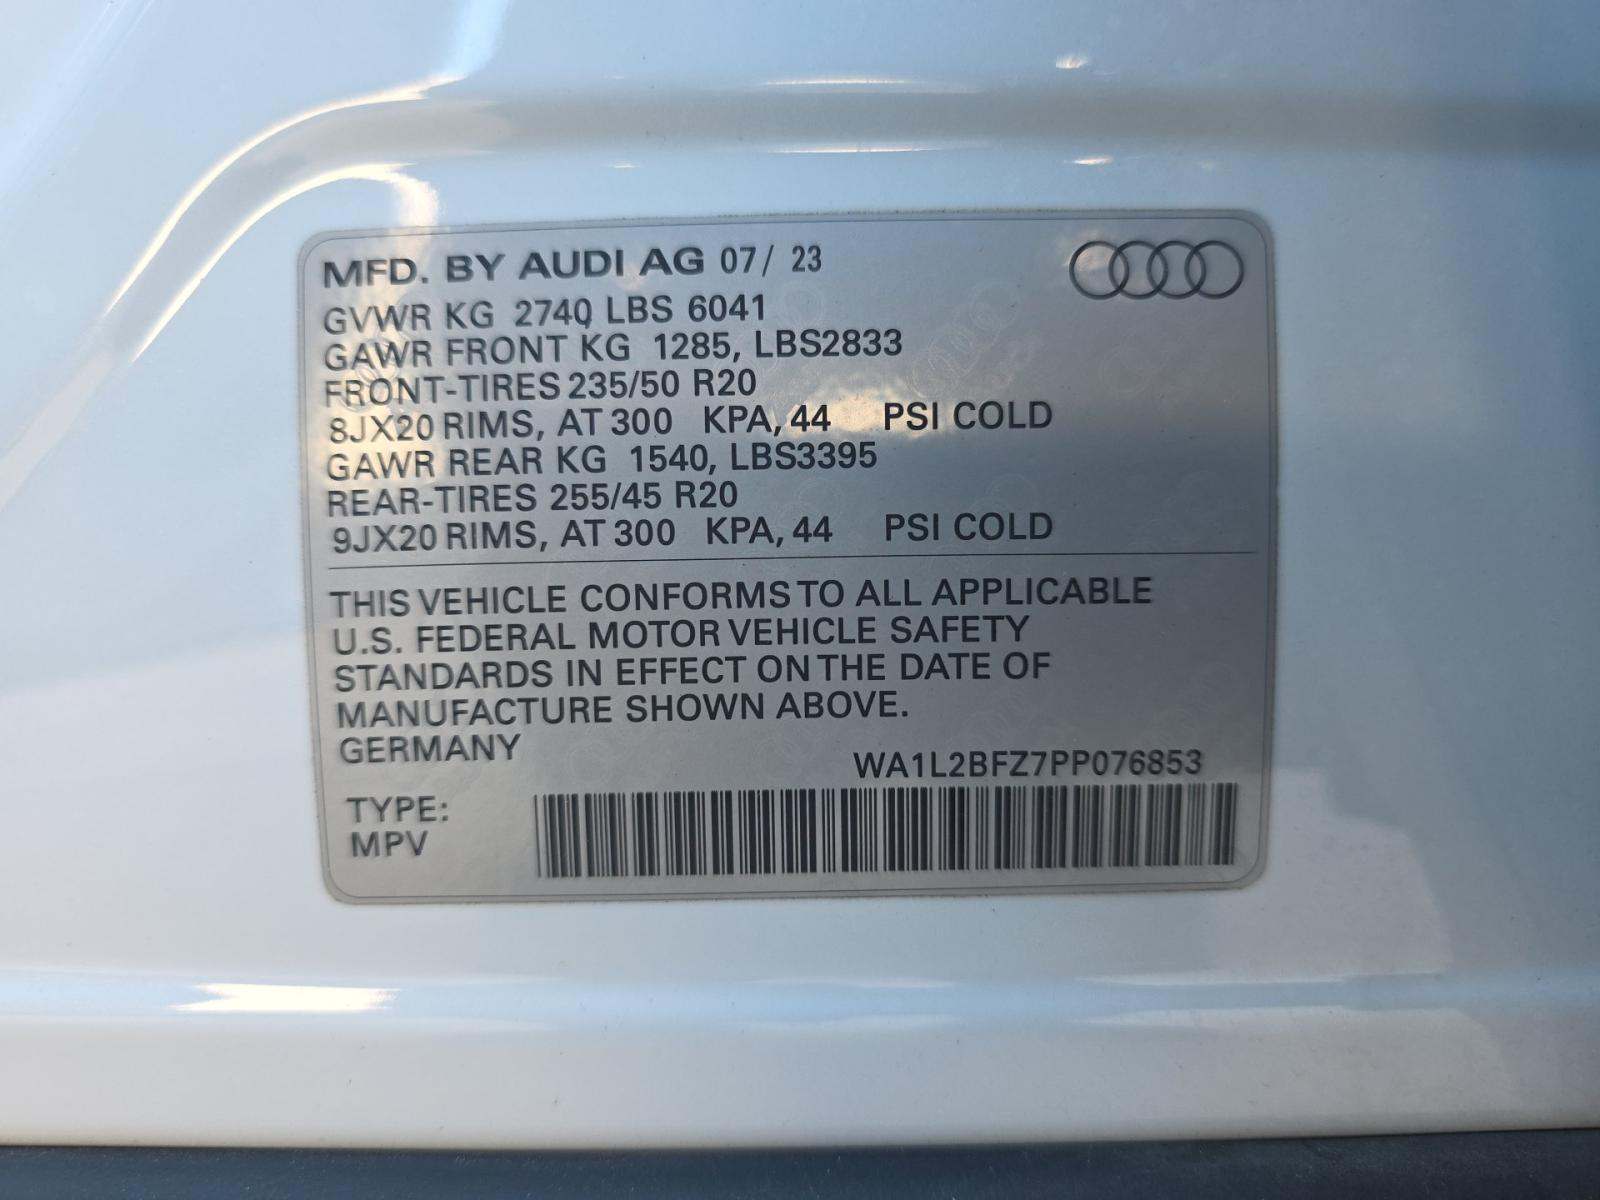 MFD. BY AUDI AG 07/ 23
GVWR KG 2740 LBS 6041
GAWR FRONT KG 1285, LBS2833
FRONT-TIRES 235/50 R20
8JX20 RIMS, AT 300 KPA, 44 PSI COLD
GAWR REAR KG 1540, LBS3395
REAR-TIRES 255/45 R20
9JX20 RIMS, AT 300 KPA, 44 PSI COLD
THIS VEHICLE CONFORMS TO ALL APPLICABLE
U.S. FEDERAL MOTOR VEHICLE SAFETY
STANDARDS IN EFFECT ON THE DATE OF
MANUFACTURE SHOWN ABOVE.
GERMANY
WA1L2BFZ7PP076853
TYPE:
MPV